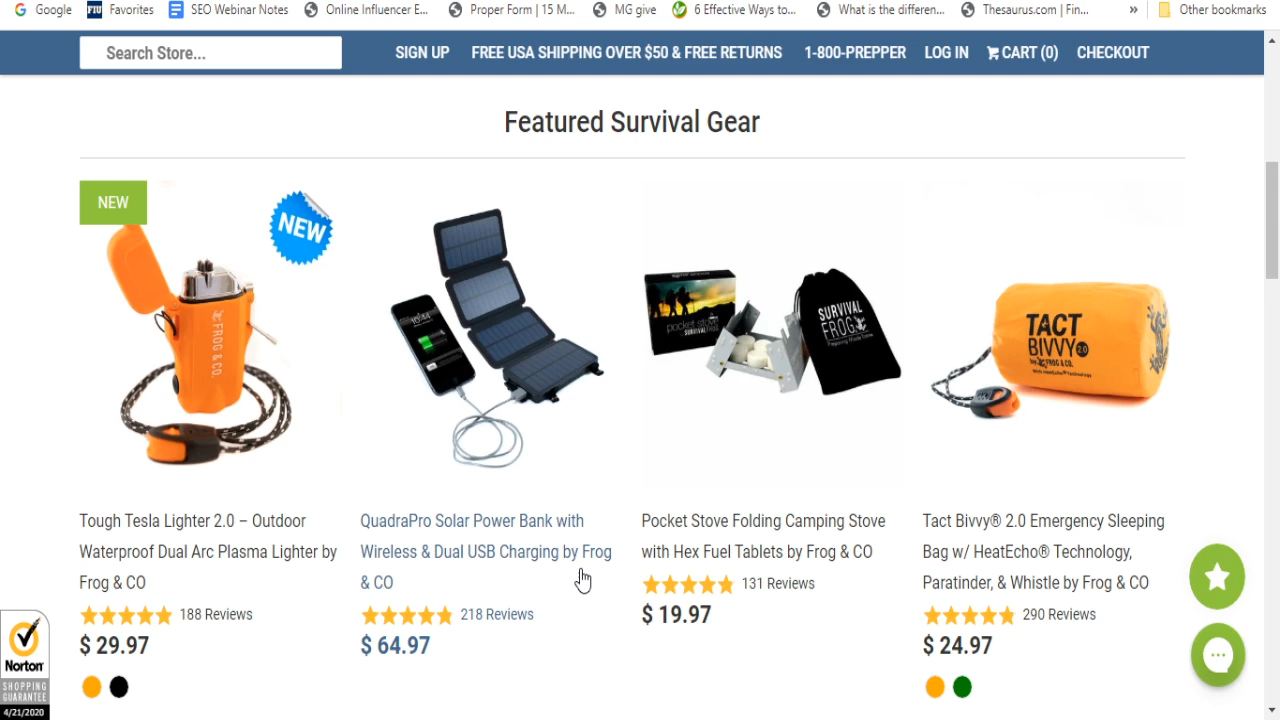 Google
Favorites
SEO Webinar Notes
Online Influencer E...
Proper Form | 15 M...
MG give
6 Effective Ways to...
What is the differen...
Thesaurus.com | Fin...
»
Other bookmarks
Search Store...
SIGN UP
FREE USA SHIPPING OVER $50 & FREE RETURNS
1-800-PREPPER
LOG IN
CART (0)
CHECKOUT
Featured Survival Gear
NEW
NEW
FROG & CO.
SURVIVAL
FROG
pocket stove
TACT
BIVVY 2.0
by FROG & CO.
Tough Tesla Lighter 2.0 – Outdoor
Waterproof Dual Arc Plasma Lighter by
Frog & CO
188 Reviews
$ 29.97
QuadraPro Solar Power Bank with
Wireless & Dual USB Charging by Frog
& CO
218 Reviews
$ 64.97
Pocket Stove Folding Camping Stove
with Hex Fuel Tablets by Frog & CO
131 Reviews
$ 19.97
Tact Bivvy® 2.0 Emergency Sleeping
Bag w/ HeatEcho® Technology,
Paratinder, & Whistle by Frog & CO
290 Reviews
$ 24.97
Norton
SHOPPING
GUARANTEE
4/21/2020